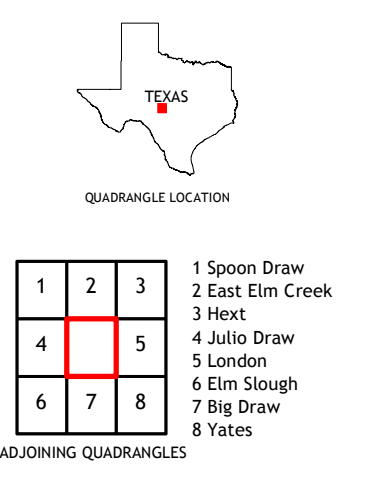 TEXAS
QUADRANGLE LOCATION
1 2 3
4 5
6 7 8
1 Spoon Draw
2 East Elm Creek
3 Hext
4 Julio Draw
5 London
6 Elm Slough
7 Big Draw
8 Yates
ADJOINING QUADRANGLES